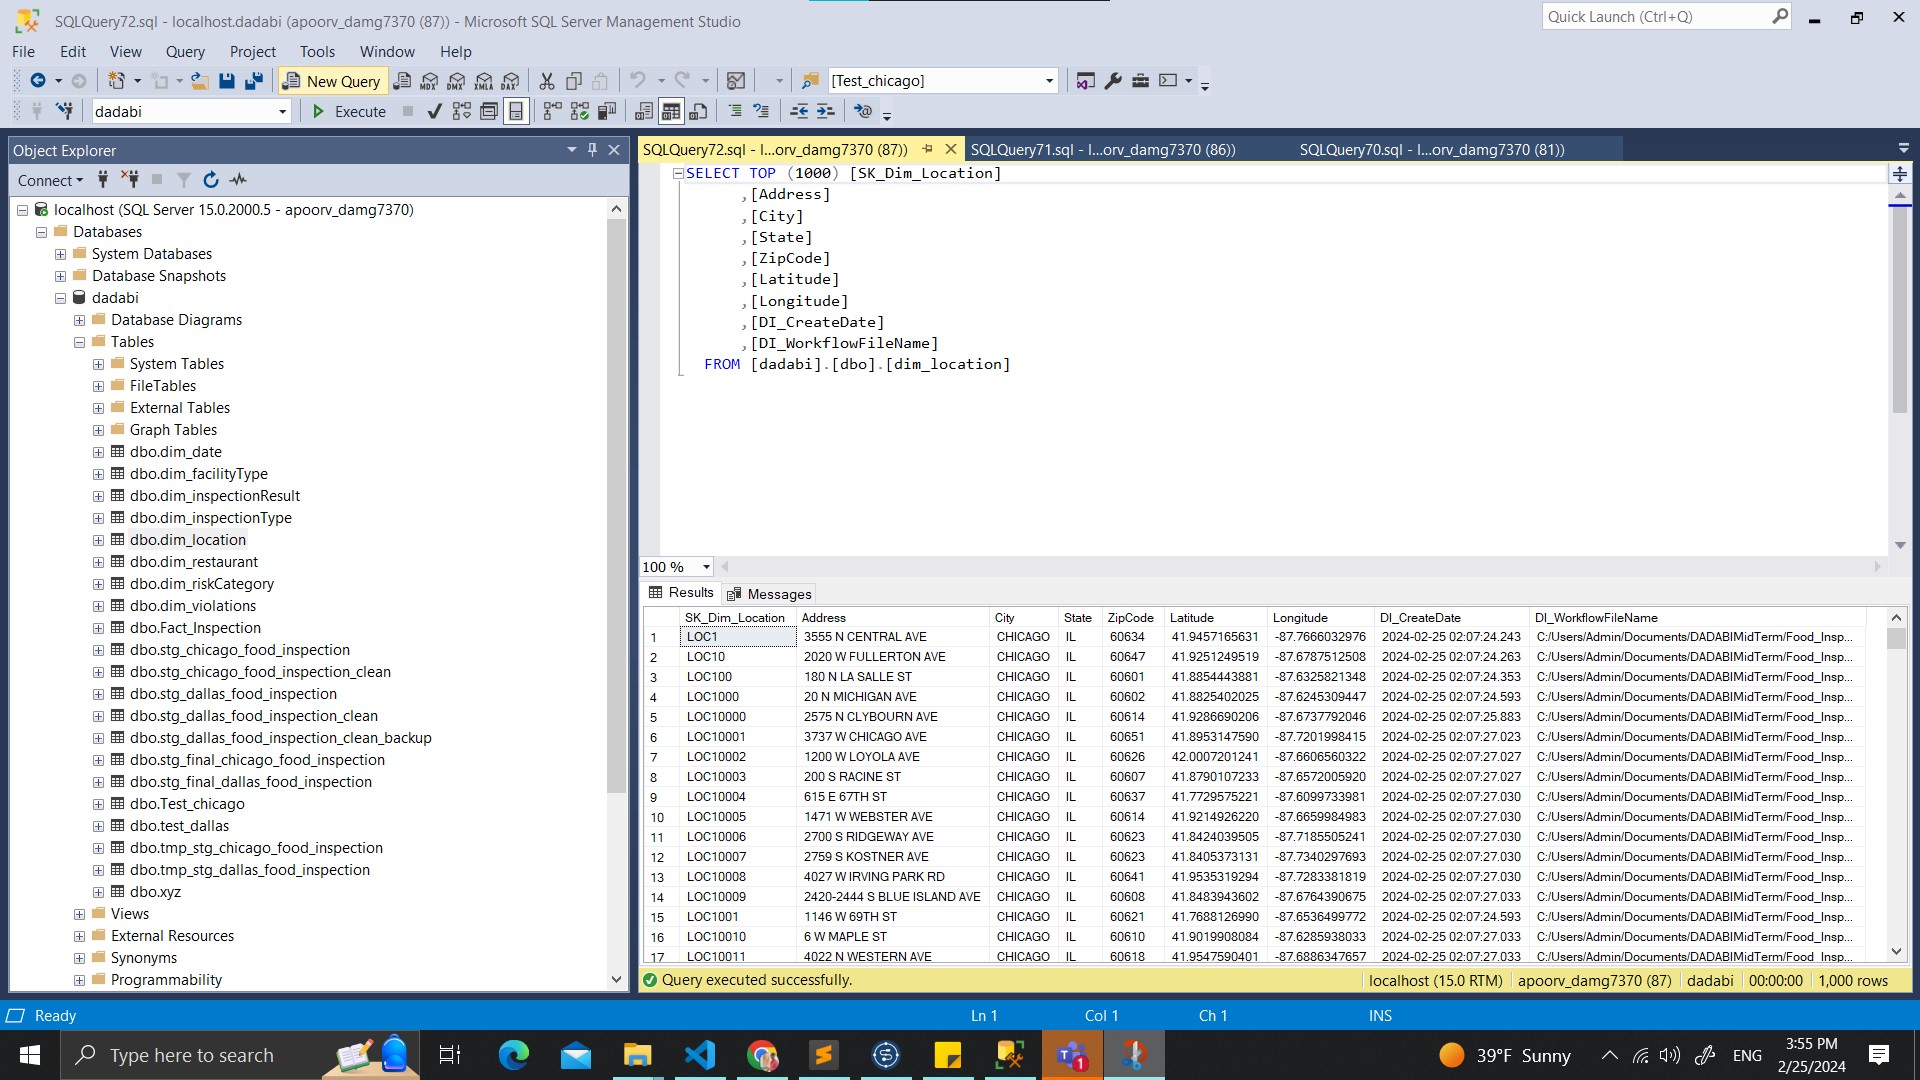 SQLQuery72.sql - localhost.dadabi (apoorv_damg7370 (87)) - Microsoft SQL Server Management Studio
Quick Launch (Ctrl+Q)
File Edit View Query Project Tools Window Help
New Query
MDX DMX XMLA DAX
[Test_chicago]
dadabi
Execute
Object Explorer
Connect
localhost (SQL Server 15.0.2000.5 - apoorv_damg7370)
Databases
System Databases
Database Snapshots
dadabi
Database Diagrams
Tables
System Tables
FileTables
External Tables
Graph Tables
dbo.dim_date
dbo.dim_facilityType
dbo.dim_inspectionResult
dbo.dim_inspectionType
dbo.dim_location
dbo.dim_restaurant
dbo.dim_riskCategory
dbo.dim_violations
dbo.Fact_Inspection
dbo.stg_chicago_food_inspection
dbo.stg_chicago_food_inspection_clean
dbo.stg_dallas_food_inspection
dbo.stg_dallas_food_inspection_clean
dbo.stg_dallas_food_inspection_clean_backup
dbo.stg_final_chicago_food_inspection
dbo.stg_final_dallas_food_inspection
dbo.Test_chicago
dbo.test_dallas
dbo.tmp_stg_chicago_food_inspection
dbo.tmp_stg_dallas_food_inspection
dbo.xyz
Views
External Resources
Synonyms
Programmability
SQLQuery72.sql - l...orv_damg7370 (87)) SQLQuery71.sql - l...orv_damg7370 (86)) SQLQuery70.sql - l...orv_damg7370 (81))
SELECT TOP (1000) [SK_Dim_Location]
,[Address]
,[City]
,[State]
,[ZipCode]
,[Latitude]
,[Longitude]
,[DI_CreateDate]
,[DI_WorkflowFileName]
FROM [dadabi].[dbo].[dim_location]
100 %
Results Messages
SK_Dim_Location Address City State ZipCode Latitude Longitude DI_CreateDate DI_WorkflowFileName
1 LOC1 3555 N CENTRAL AVE CHICAGO IL 60634 41.9457165631 -87.7666032976 2024-02-25 02:07:24.243 C:/Users/Admin/Documents/DADABIMidTerm/Food_Insp...
2 LOC10 2020 W FULLERTON AVE CHICAGO IL 60647 41.9251249519 -87.6787512508 2024-02-25 02:07:24.263 C:/Users/Admin/Documents/DADABIMidTerm/Food_Insp...
3 LOC100 180 N LA SALLE ST CHICAGO IL 60601 41.8854443881 -87.6325821348 2024-02-25 02:07:24.353 C:/Users/Admin/Documents/DADABIMidTerm/Food_Insp...
4 LOC1000 20 N MICHIGAN AVE CHICAGO IL 60602 41.8825402025 -87.6245309447 2024-02-25 02:07:24.593 C:/Users/Admin/Documents/DADABIMidTerm/Food_Insp...
5 LOC10000 2575 N CLYBOURN AVE CHICAGO IL 60614 41.9286690206 -87.6737792046 2024-02-25 02:07:25.883 C:/Users/Admin/Documents/DADABIMidTerm/Food_Insp...
6 LOC10001 3737 W CHICAGO AVE CHICAGO IL 60651 41.8953147590 -87.7201998415 2024-02-25 02:07:27.023 C:/Users/Admin/Documents/DADABIMidTerm/Food_Insp...
7 LOC10002 1200 W LOYOLA AVE CHICAGO IL 60626 42.0007201241 -87.6606560322 2024-02-25 02:07:27.027 C:/Users/Admin/Documents/DADABIMidTerm/Food_Insp...
8 LOC10003 200 S RACINE ST CHICAGO IL 60607 41.8790107233 -87.6572005920 2024-02-25 02:07:27.027 C:/Users/Admin/Documents/DADABIMidTerm/Food_Insp...
9 LOC10004 615 E 67TH ST CHICAGO IL 60637 41.7729575221 -87.6099733981 2024-02-25 02:07:27.030 C:/Users/Admin/Documents/DADABIMidTerm/Food_Insp...
10 LOC10005 1471 W WEBSTER AVE CHICAGO IL 60614 41.9214926220 -87.6659984983 2024-02-25 02:07:27.030 C:/Users/Admin/Documents/DADABIMidTerm/Food_Insp...
11 LOC10006 2700 S RIDGEWAY AVE CHICAGO IL 60623 41.8424039505 -87.7185505241 2024-02-25 02:07:27.030 C:/Users/Admin/Documents/DADABIMidTerm/Food_Insp...
12 LOC10007 2759 S KOSTNER AVE CHICAGO IL 60623 41.8405373131 -87.7340297693 2024-02-25 02:07:27.030 C:/Users/Admin/Documents/DADABIMidTerm/Food_Insp...
13 LOC10008 4027 W IRVING PARK RD CHICAGO IL 60641 41.9535319294 -87.7283381819 2024-02-25 02:07:27.030 C:/Users/Admin/Documents/DADABIMidTerm/Food_Insp...
14 LOC10009 2420-2444 S BLUE ISLAND AVE CHICAGO IL 60608 41.8483943602 -87.6764390675 2024-02-25 02:07:27.033 C:/Users/Admin/Documents/DADABIMidTerm/Food_Insp...
15 LOC1001 1146 W 69TH ST CHICAGO IL 60621 41.7688126990 -87.6536499772 2024-02-25 02:07:24.593 C:/Users/Admin/Documents/DADABIMidTerm/Food_Insp...
16 LOC10010 6 W MAPLE ST CHICAGO IL 60610 41.9019908084 -87.6285938033 2024-02-25 02:07:27.033 C:/Users/Admin/Documents/DADABIMidTerm/Food_Insp...
17 LOC10011 4022 N WESTERN AVE CHICAGO IL 60618 41.9547590401 -87.6886347657 2024-02-25 02:07:27.033 C:/Users/Admin/Documents/DADABIMidTerm/Food_Insp...
Query executed successfully. localhost (15.0 RTM) apoorv_damg7370 (87) dadabi 00:00:00 1,000 rows
Ready Ln 1 Col 1 Ch 1 INS
Type here to search
1
39°F Sunny
ENG
3:55 PM
2/25/2024